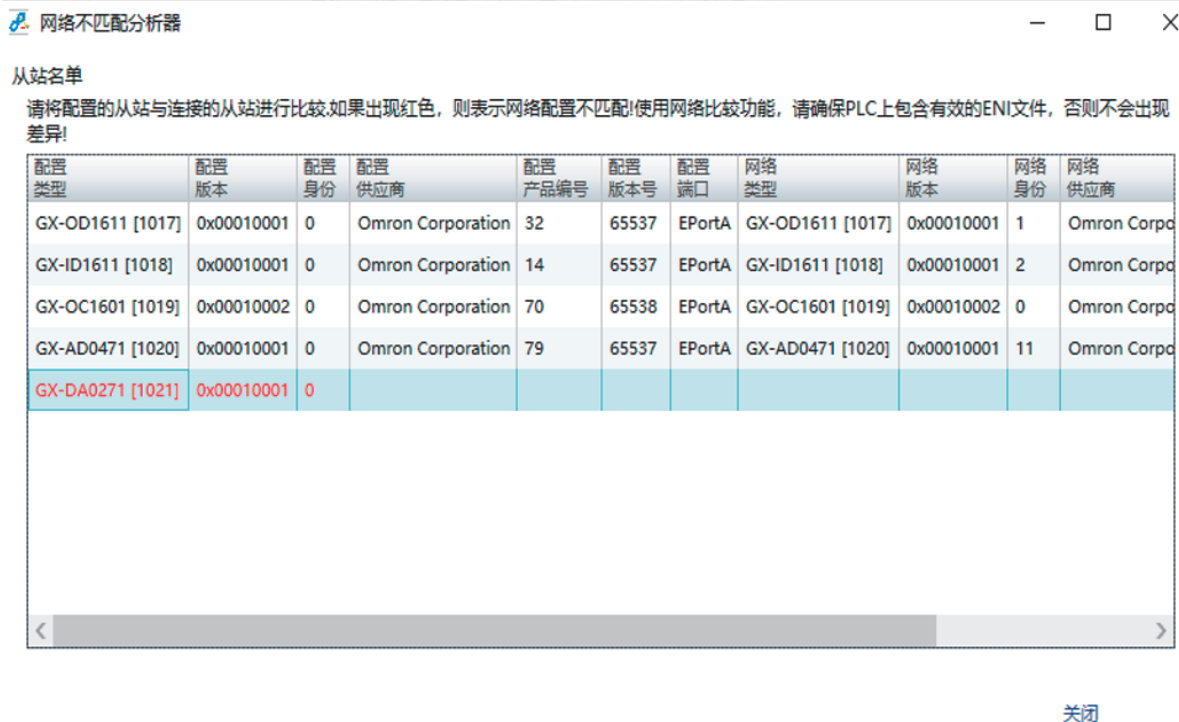 网络不匹配分析器
从站名单
请将配置的从站与连接的从站进行比较.如果出现红色，则表示网络配置不匹配!使用网络比较功能，请确保PLC上包含有效的ENI文件，否则不会出现
差异!
配置 配置 配置 配置 配置 配置 配置 网络 网络 网络 网络
类型 版本 身份 供应商 产品编号 版本号 端口 类型 版本 身份 供应商
GX-OD1611 [1017] 0x00010001 0 Omron Corporation 32 65537 EPortA GX-OD1611 [1017] 0x00010001 1 Omron Corpo
GX-ID1611 [1018] 0x00010001 0 Omron Corporation 14 65537 EPortA GX-ID1611 [1018] 0x00010001 2 Omron Corpo
GX-OC1601 [1019] 0x00010002 0 Omron Corporation 70 65538 EPortA GX-OC1601 [1019] 0x00010002 0 Omron Corpo
GX-AD0471 [1020] 0x00010001 0 Omron Corporation 79 65537 EPortA GX-AD0471 [1020] 0x00010001 11 Omron Corpo
GX-DA0271 [1021] 0x00010001 0
关闭